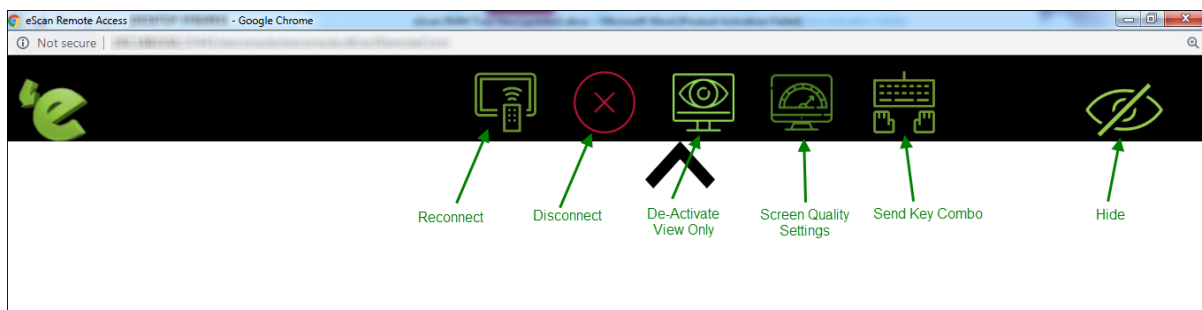 eScan Remote Access - Google Chrome
Not secure
e
Reconnect
Disconnect
De-Activate
View Only
Screen Quality
Settings
Send Key Combo
Hide